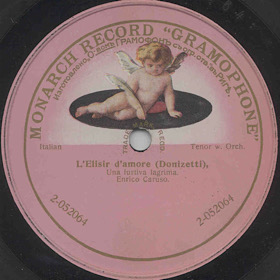 MONARCH RECORD "GRAMOPHONE"
Italian
Tenor w. Orch.
L'Elisir d'amore (Donizetti),
Una furtiva lagrima.
Enrico Caruso.
2-052064
2-052064